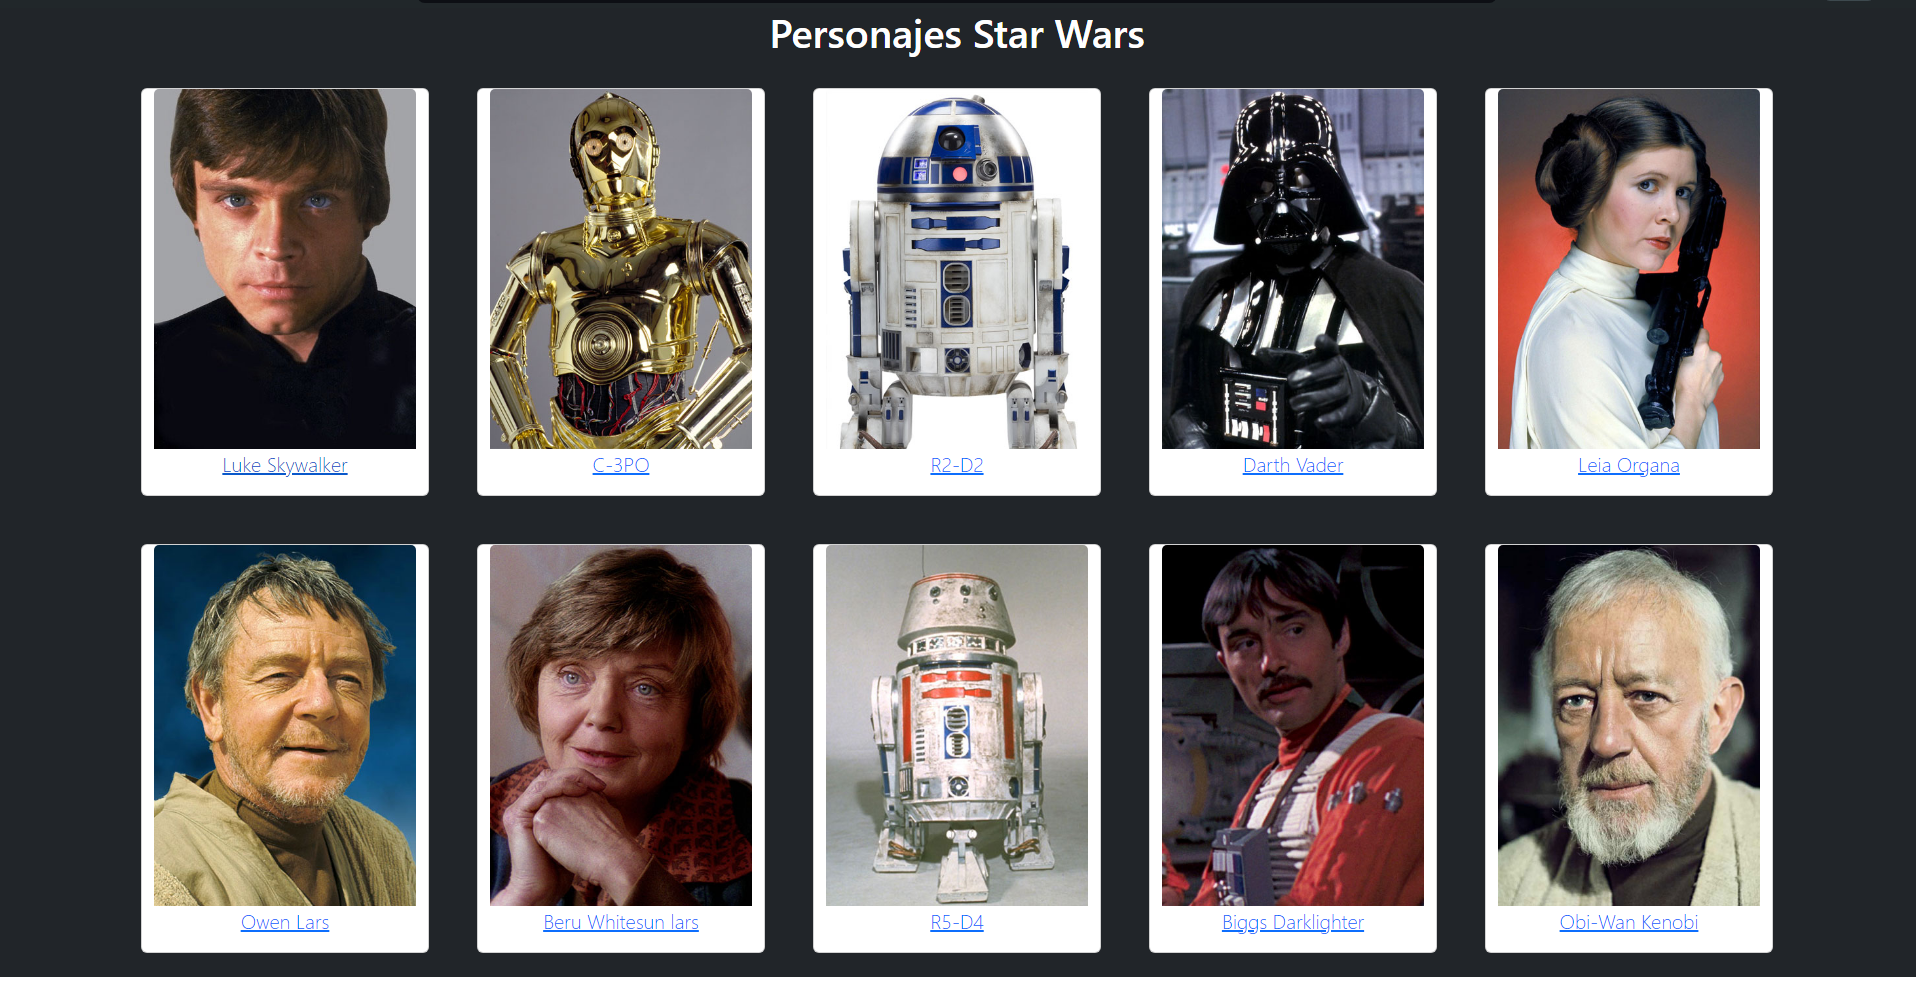 Personajes Star Wars
Luke Skywalker
C-3PO
R2-D2
Darth Vader
Leia Organa
Owen Lars
Beru Whitesun lars
R5-D4
Biggs Darklighter
Obi-Wan Kenobi